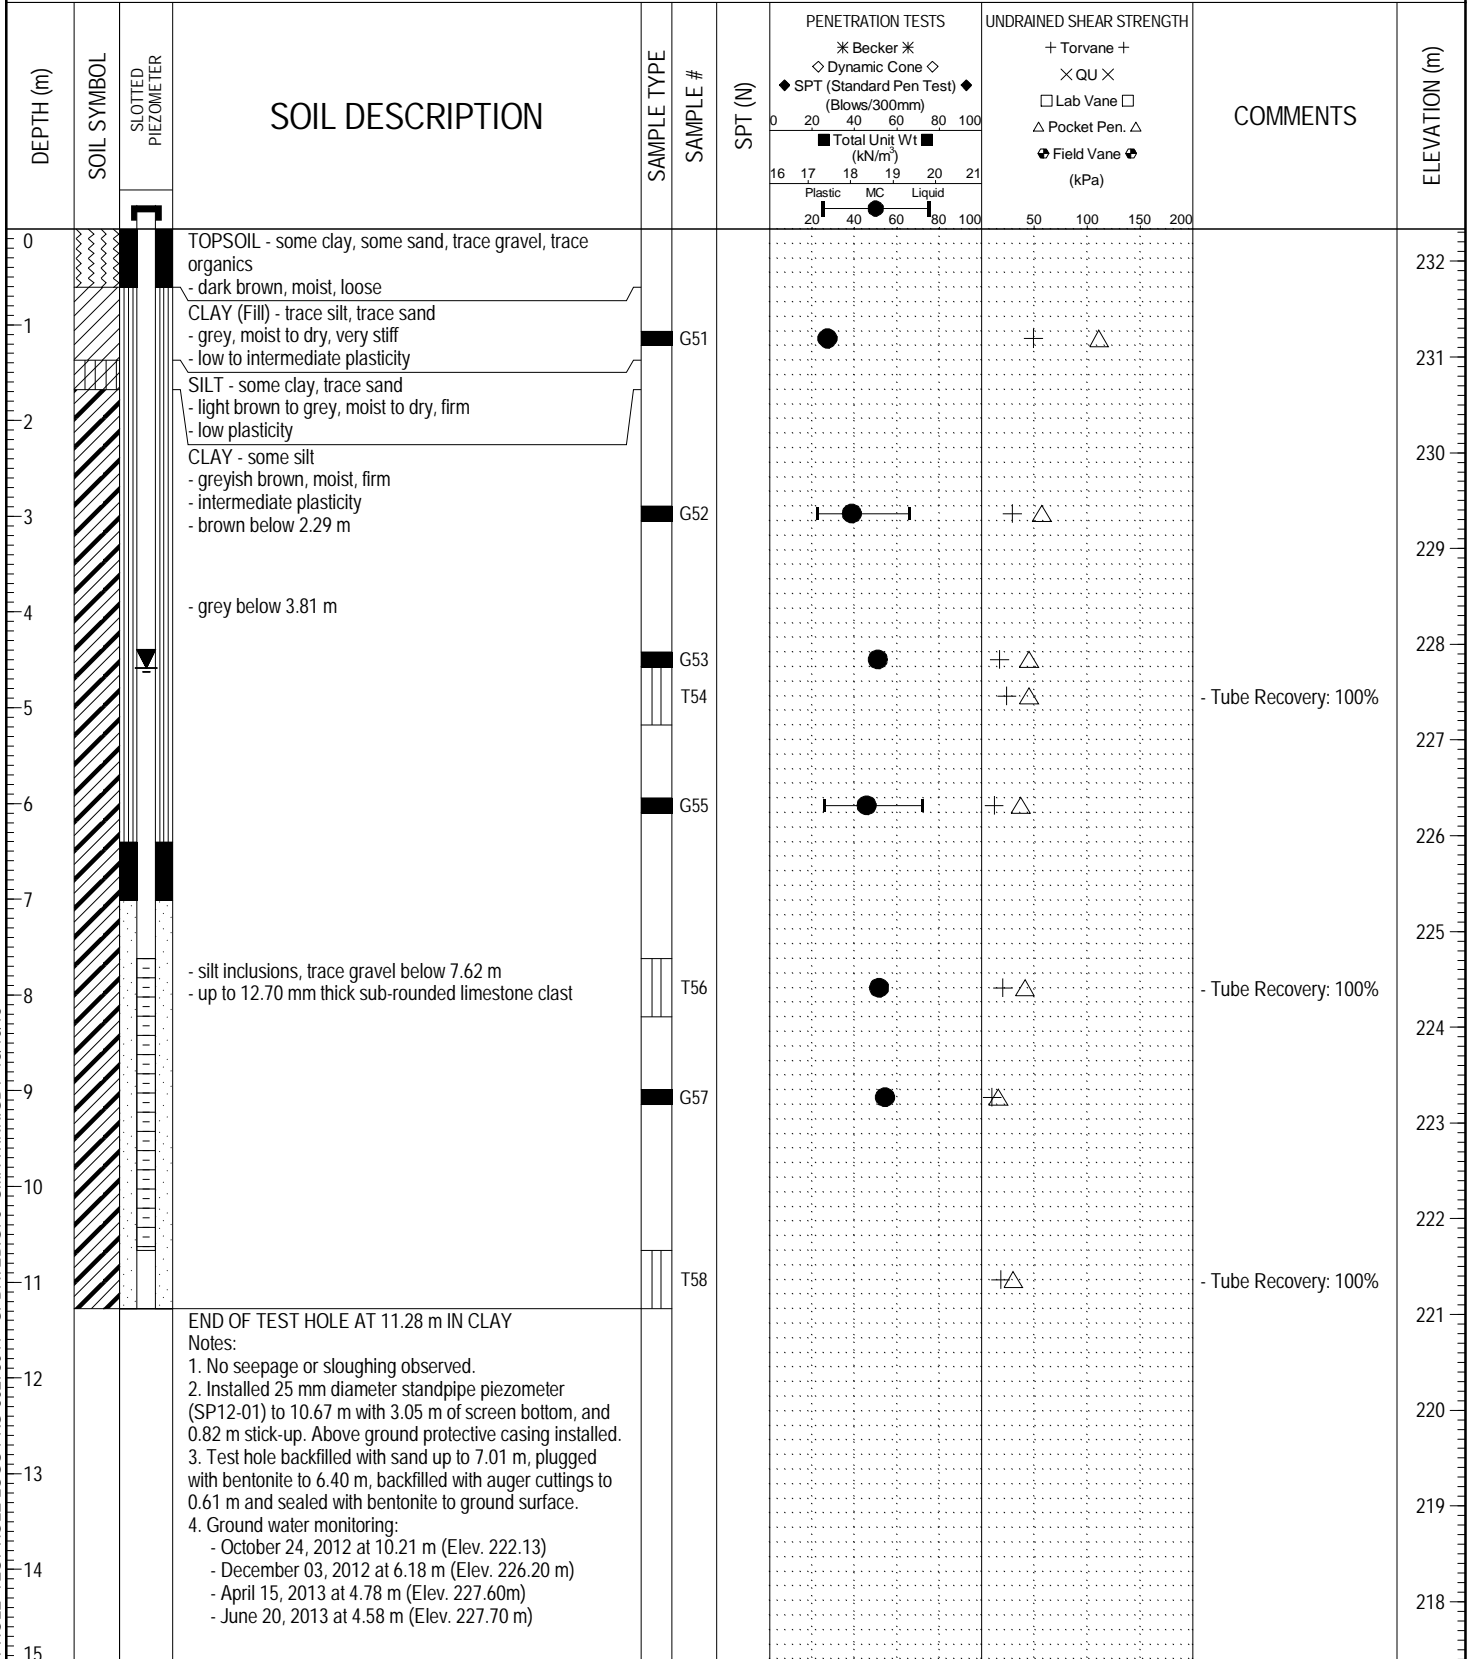 DEPTH (m)
SOIL SYMBOL
SLOTTED
PIEZOMETER
SOIL DESCRIPTION
SAMPLE TYPE
SAMPLE #
SPT (N)
PENETRATION TESTS
✳ Becker ✳
◇ Dynamic Cone ◇
◆ SPT (Standard Pen Test) ◆
(Blows/300mm)
0 20 40 60 80 100
■ Total Unit Wt ■
(kN/m³)
16 17 18 19 20 21
Plastic MC Liquid
20 40 60 80 100
UNDRAINED SHEAR STRENGTH
+ Torvane +
× QU ×
□ Lab Vane □
△ Pocket Pen. △
Field Vane
(kPa)
50 100 150 200
COMMENTS
ELEVATION (m)
0
1
2
3
4
5
6
7
8
9
10
11
12
13
14
15
TOPSOIL - some clay, some sand, trace gravel, trace
organics
- dark brown, moist, loose
CLAY (Fill) - trace silt, trace sand
- grey, moist to dry, very stiff
- low to intermediate plasticity
SILT - some clay, trace sand
- light brown to grey, moist to dry, firm
- low plasticity
CLAY - some silt
- greyish brown, moist, firm
- intermediate plasticity
- brown below 2.29 m
- grey below 3.81 m
- silt inclusions, trace gravel below 7.62 m
- up to 12.70 mm thick sub-rounded limestone clast
END OF TEST HOLE AT 11.28 m IN CLAY
Notes:
1. No seepage or sloughing observed.
2. Installed 25 mm diameter standpipe piezometer
(SP12-01) to 10.67 m with 3.05 m of screen bottom, and
0.82 m stick-up. Above ground protective casing installed.
3. Test hole backfilled with sand up to 7.01 m, plugged
with bentonite to 6.40 m, backfilled with auger cuttings to
0.61 m and sealed with bentonite to ground surface.
4. Ground water monitoring:
- October 24, 2012 at 10.21 m (Elev. 222.13)
- December 03, 2012 at 6.18 m (Elev. 226.20 m)
- April 15, 2013 at 4.78 m (Elev. 227.60m)
- June 20, 2013 at 4.58 m (Elev. 227.70 m)
G51
G52
G53
T54
G55
T56
G57
T58
- Tube Recovery: 100%
- Tube Recovery: 100%
- Tube Recovery: 100%
232
231
230
229
228
227
226
225
224
223
222
221
220
219
218